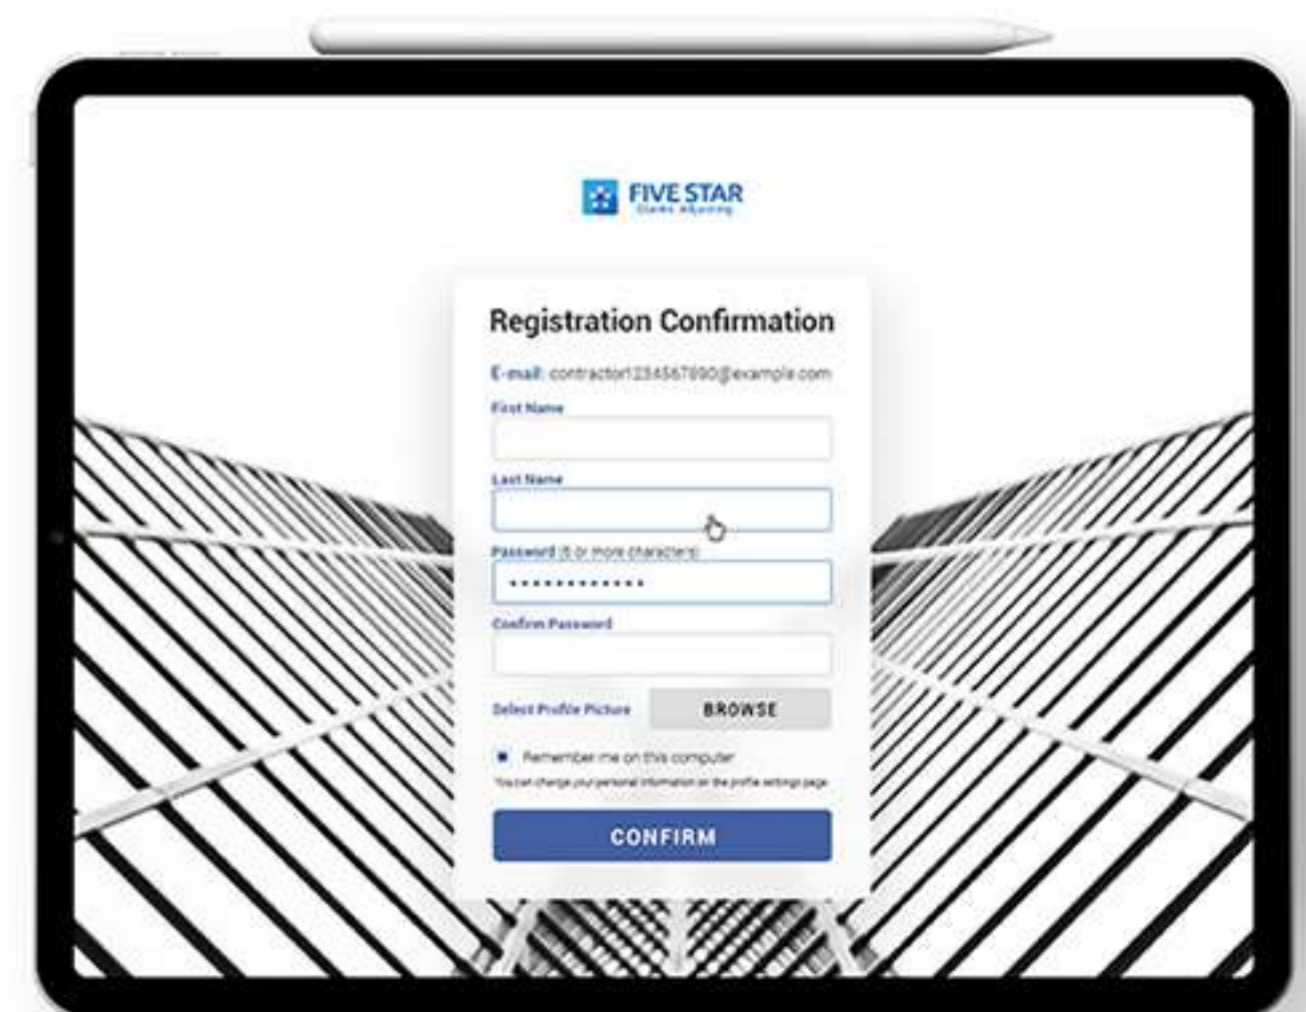 FIVE STAR
Claims Adjusting
Registration Confirmation
E-mail: contractor1234567890@example.com
First Name
Last Name
Password (6 or more characters)
Confirm Password
Select Profile Picture
BROWSE
Remember me on this computer
You can change your personal information on the profile settings page
CONFIRM